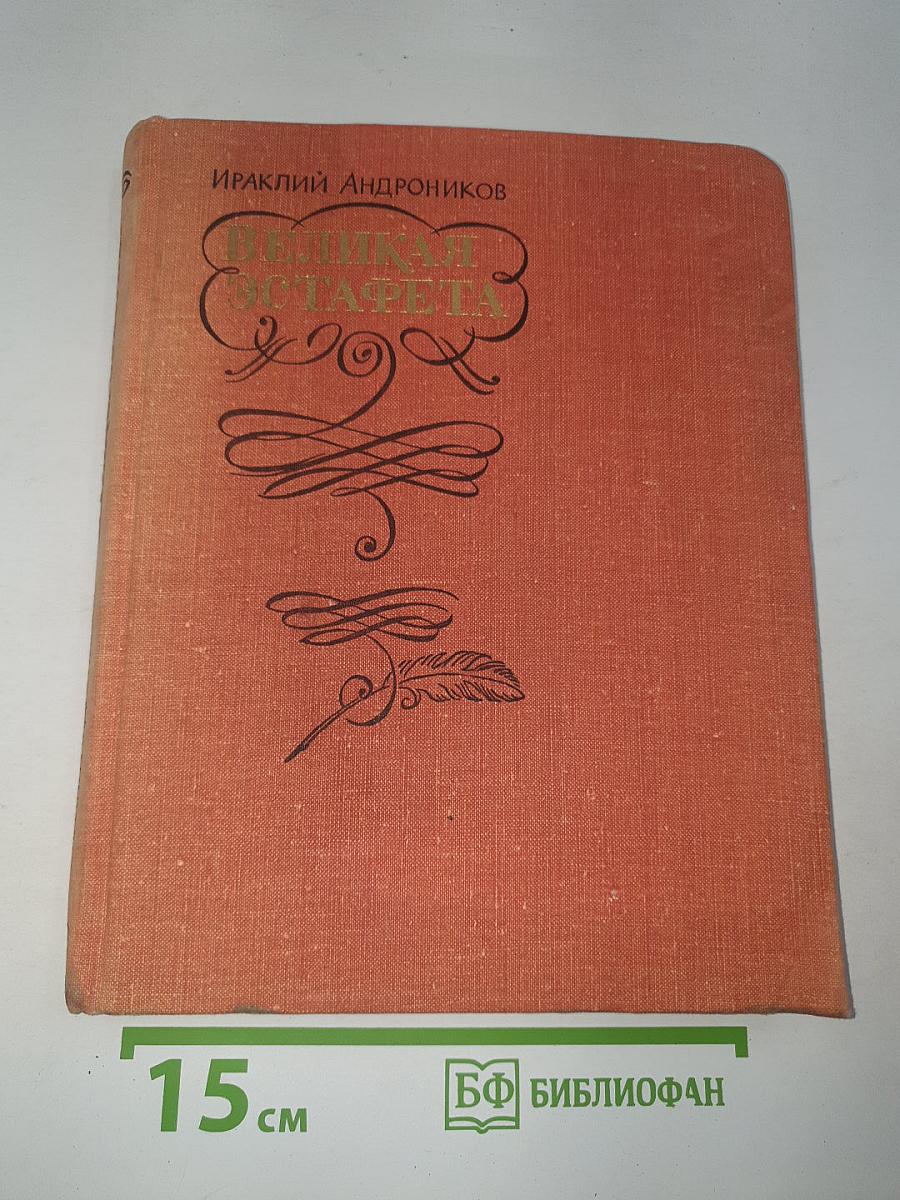 Ираклий Андроников
Великая
эстафета
15 см
БФ БИБЛИОФАН